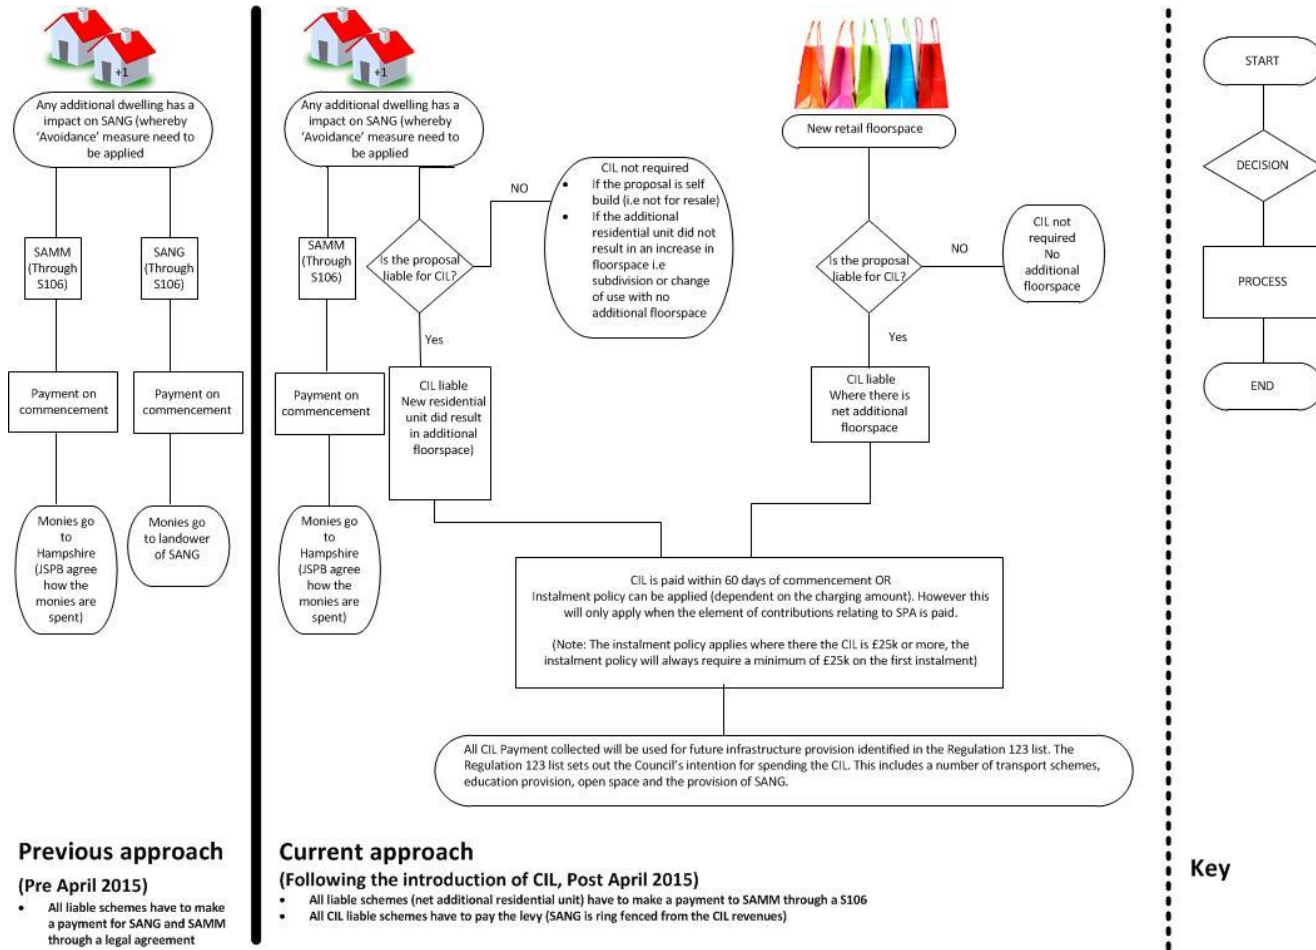 +1
Any additional dwelling has a
impact on SANG (whereby
‘Avoidance’ measure need to
be applied
SAMM
(Through
S106)
SANG
(Through
S106)
Payment on
commencement
Payment on
commencement
Monies go
to
Hampshire
(JSPB agree
how the
monies are
spent)
Monies go
to landower
of SANG
Previous approach
(Pre April 2015)
• All liable schemes have to make
a payment for SANG and SAMM
through a legal agreement
+1
Any additional dwelling has a
impact on SANG (whereby
‘Avoidance’ measure need to
be applied
SAMM
(Through
S106)
Payment on
commencement
Monies go
to
Hampshire
(JSPB agree
how the
monies are
spent)
Is the proposal
liable for CIL?
NO
CIL not required
• If the proposal is self
build (i.e not for resale)
• If the additional
residential unit did not
result in an increase in
floorspace i.e
subdivision or change
of use with no
additional floorspace
Yes
CIL liable
New residential
unit did result
in additional
floorspace)
New retail floorspace
Is the proposal
liable for CIL?
NO
CIL not
required
No
additional
floorspace
Yes
CIL liable
Where there is
net additional
floorspace
CIL is paid within 60 days of commencement OR
Instalment policy can be applied (dependent on the charging amount). However this
will only apply when the element of contributions relating to SPA is paid.
(Note: The instalment policy applies where there the CIL is £25k or more, the
instalment policy will always require a minimum of £25k on the first instalment)
All CIL Payment collected will be used for future infrastructure provision identified in the Regulation 123 list. The
Regulation 123 list sets out the Council’s intention for spending the CIL. This includes a number of transport schemes,
education provision, open space and the provision of SANG.
Current approach
(Following the introduction of CIL, Post April 2015)
• All liable schemes (net additional residential unit) have to make a payment to SAMM through a S106
• All CIL liable schemes have to pay the levy (SANG is ring fenced from the CIL revenues)
START
DECISION
PROCESS
END
Key